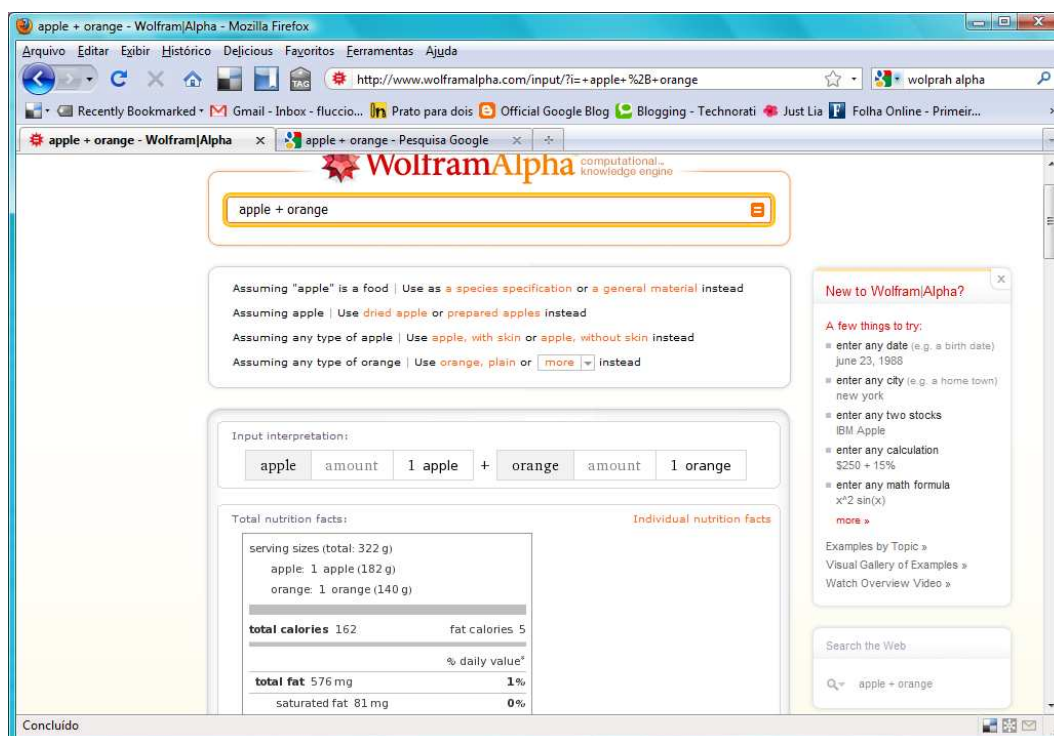 apple + orange - Wolfram|Alpha - Mozilla Firefox
Arquivo Editar Exibir Histórico Delicious Favoritos Ferramentas Ajuda
TAG http://www.wolframalpha.com/input/?i=+apple+%2B+orange wolprah alpha
Recently Bookmarked Gmail - Inbox - fluccio... Prato para dois Official Google Blog Blogging - Technorati Just Lia Folha Online - Primeir...
apple + orange - Wolfram|Alpha apple + orange - Pesquisa Google
WolframAlpha computational... knowledge engine
apple + orange
Assuming "apple" is a food | Use as a species specification or a general material instead
Assuming apple | Use dried apple or prepared apples instead
Assuming any type of apple | Use apple, with skin or apple, without skin instead
Assuming any type of orange | Use orange, plain or more instead
Input interpretation:
apple amount 1 apple + orange amount 1 orange
Total nutrition facts: Individual nutrition facts
serving sizes (total: 322 g)
apple: 1 apple (182 g)
orange: 1 orange (140 g)
total calories 162 fat calories 5
% daily value*
total fat 576 mg 1%
saturated fat 81 mg 0%
New to Wolfram|Alpha?
A few things to try:
enter any date (e.g. a birth date)
june 23, 1988
enter any city (e.g. a home town)
new york
enter any two stocks
IBM Apple
enter any calculation
$250 + 15%
enter any math formula
x^2 sin(x)
more »
Examples by Topic »
Visual Gallery of Examples »
Watch Overview Video »
Search the Web
apple + orange
Concluído